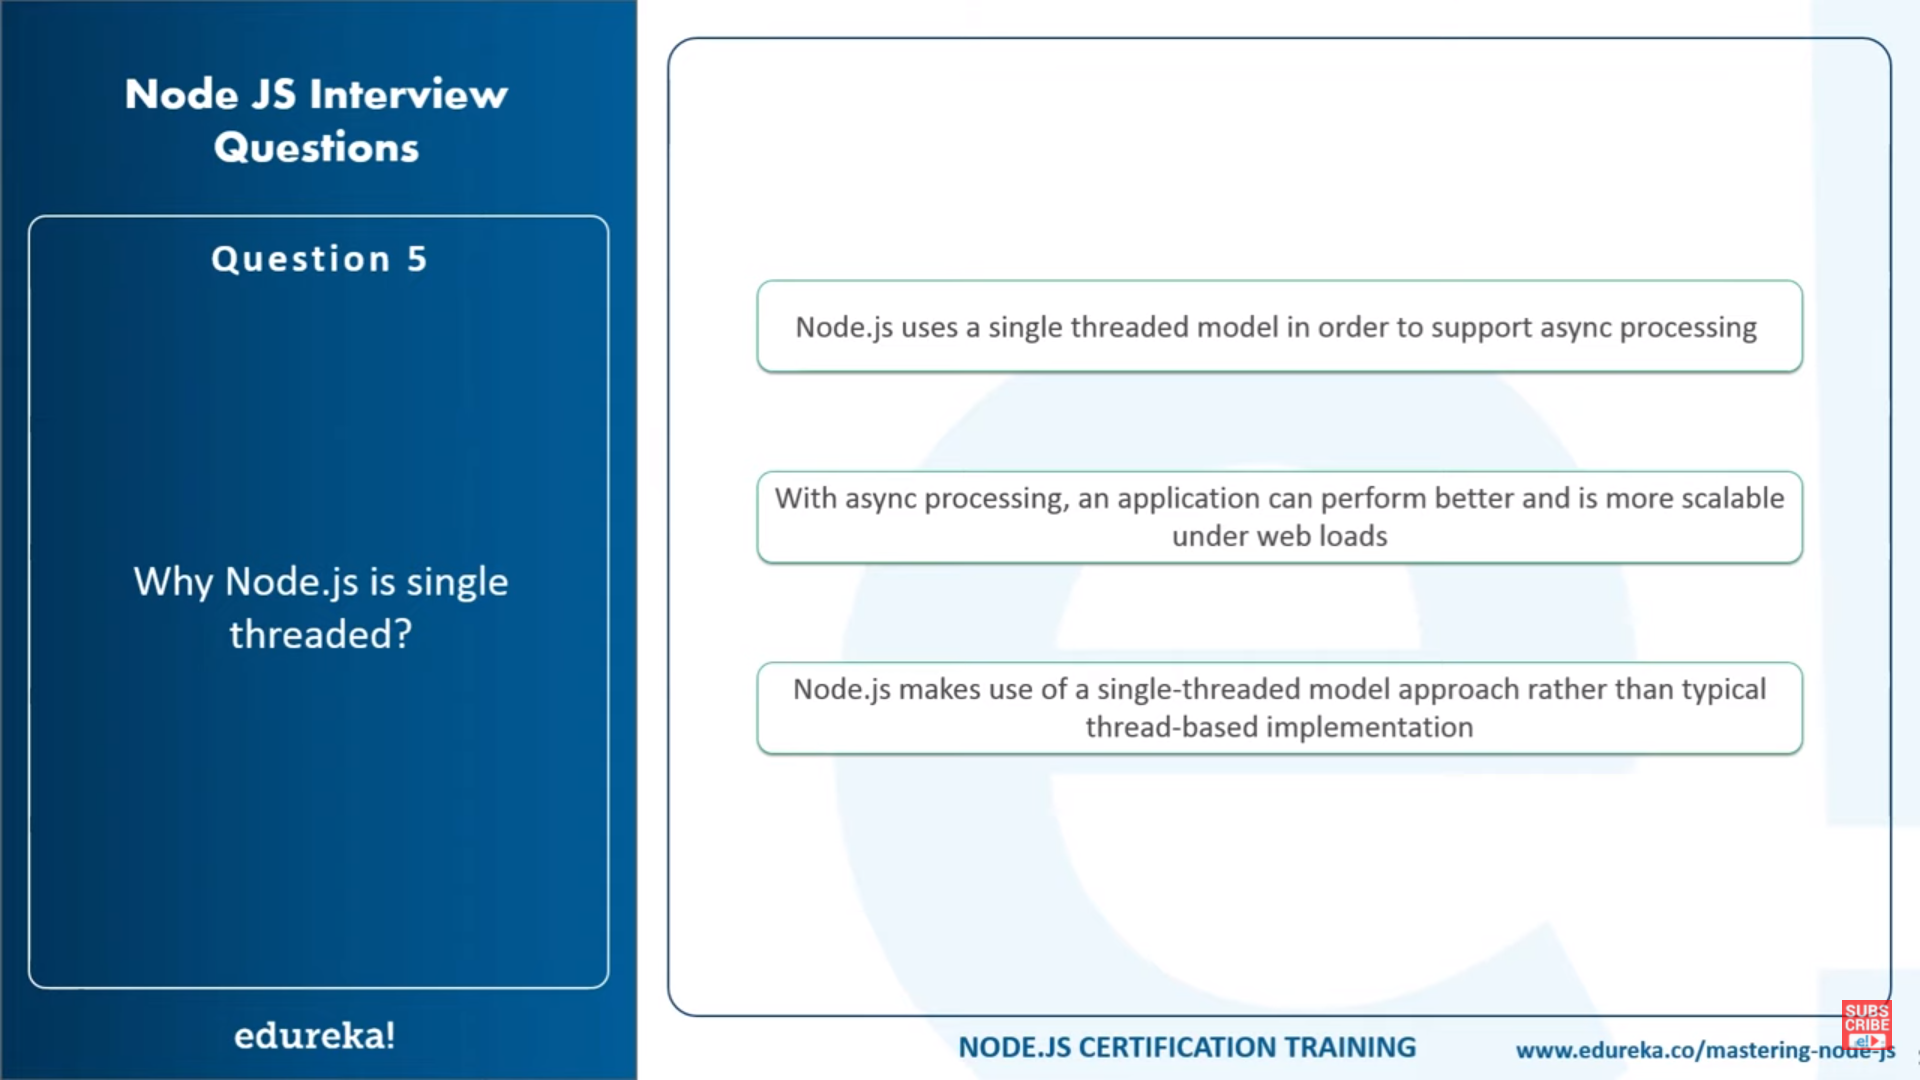 Node JS Interview
Questions
Question 5
Why Node.js is single
threaded?
edureka!
Node.js uses a single threaded model in order to support async processing
With async processing, an application can perform better and is more scalable
under web loads
Node.js makes use of a single-threaded model approach rather than typical
thread-based implementation
NODE.JS CERTIFICATION TRAINING
www.edureka.co/mastering-node-js
SUBS
CRIBE
e!